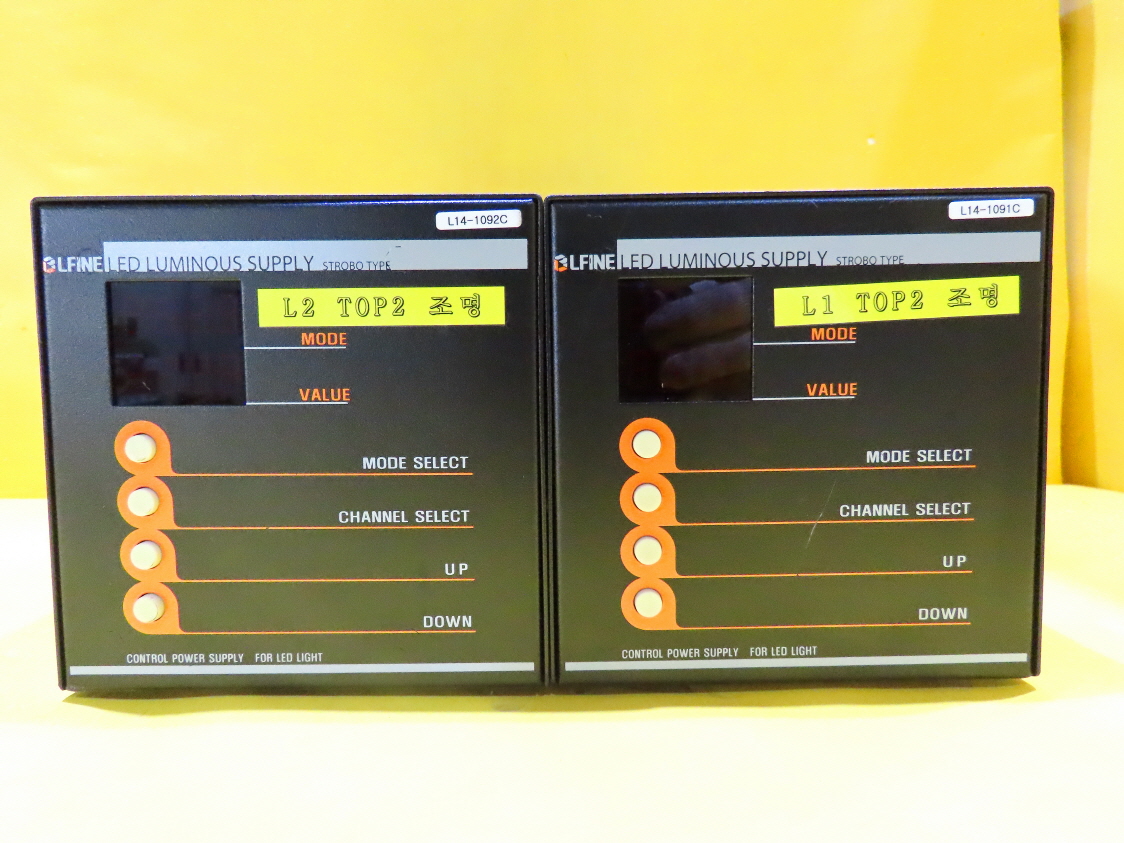 L14-1092C
LFINE LED LUMINOUS SUPPLY STROBO TYPE
L2 TOP2 조명
MODE
VALUE
MODE SELECT
CHANNEL SELECT
UP
DOWN
CONTROL POWER SUPPLY FOR LED LIGHT
L14-1091C
LFINE LED LUMINOUS SUPPLY STROBO TYPE
L1 TOP2 조명
MODE
VALUE
MODE SELECT
CHANNEL SELECT
UP
DOWN
CONTROL POWER SUPPLY FOR LED LIGHT